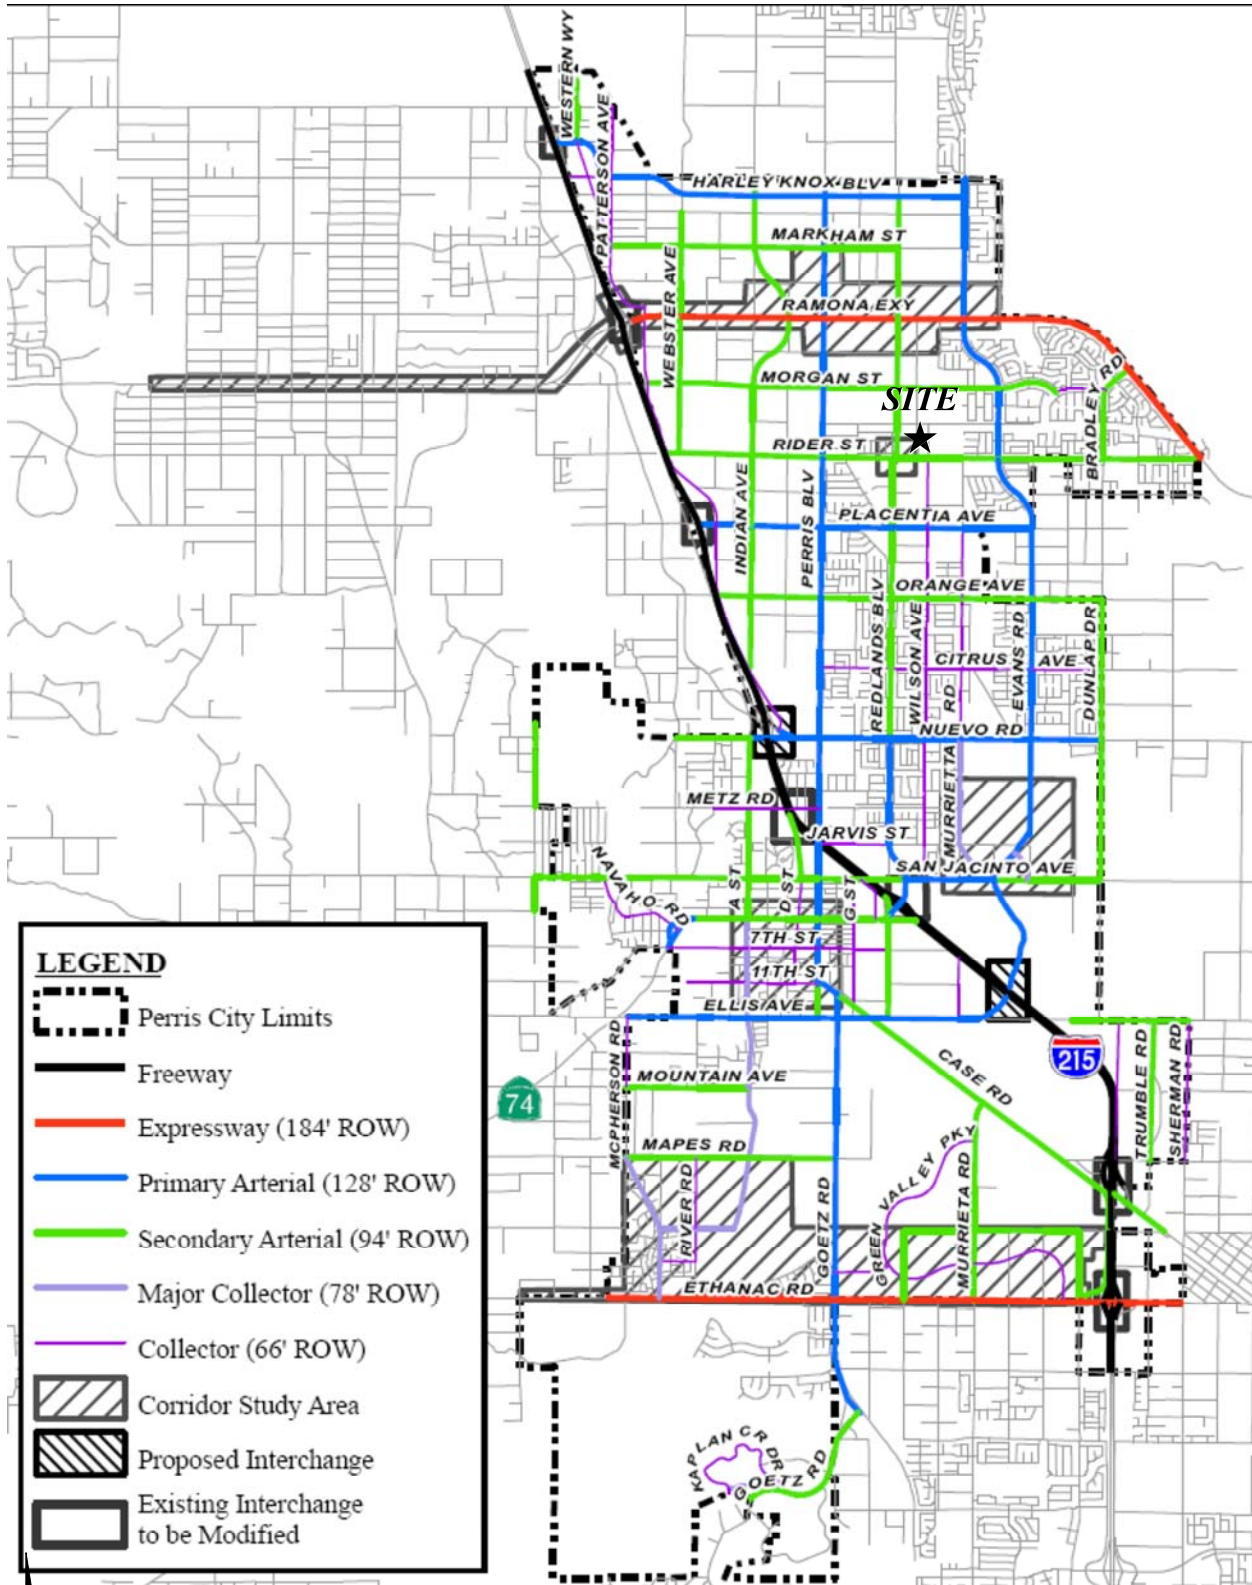 WESTERN WY
PATTERSON AVE
HARLEY KNOX BLV
MARKHAM ST
WEBSTER AVE
RAMONA EXY
MORGAN ST
BRADLEY RD
SITE
RIDER ST
INDIAN AVE
PERRIS BLV
PLACENTIA AVE
ORANGE AVE
REDLANDS BLV
WILSON AVE
CITRUS AVE
EVANS RD
DUNLAP DR
MURRIETTA RD
NUEVO RD
METZ RD
JARVIS ST
SAN JACINTO AVE
NAVAHO RD
A ST
D ST
G ST
7TH ST
11TH ST
ELLIS AVE
215
74
MCPHERSON RD
MOUNTAIN AVE
CASE RD
TRUMBLE RD
SHERMAN RD
MAPES RD
RIVER RD
GOETZ RD
GREEN VALLEY PKY
MURRIETA RD
ETHANAC RD
KAPLAN CR DR
GOETZ RD
LEGEND
Perris City Limits
Freeway
Expressway (184' ROW)
Primary Arterial (128' ROW)
Secondary Arterial (94' ROW)
Major Collector (78' ROW)
Collector (66' ROW)
Corridor Study Area
Proposed Interchange
Existing Interchange
to be Modified